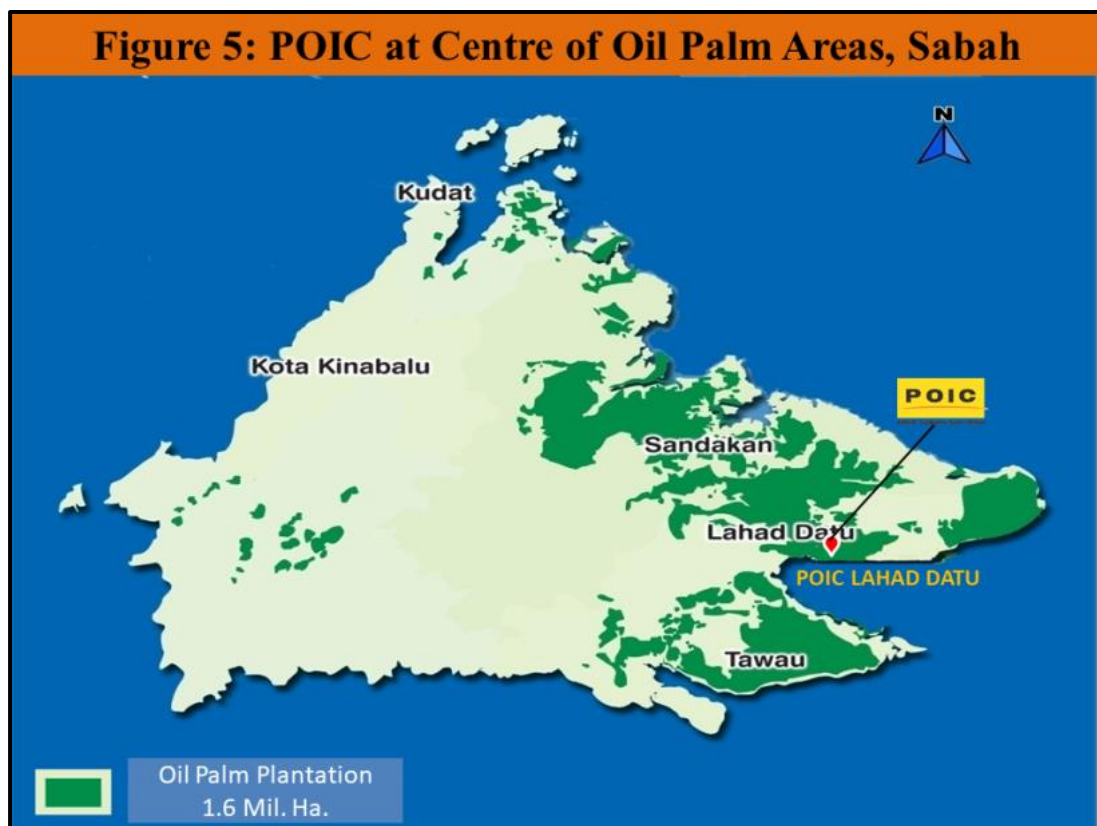 Figure 5: POIC at Centre of Oil Palm Areas, Sabah
N
Kudat
Kota Kinabalu
POIC
Sandakan
Lahad Datu
POIC LAHAD DATU
Tawau
Oil Palm Plantation
1.6 Mil. Ha.